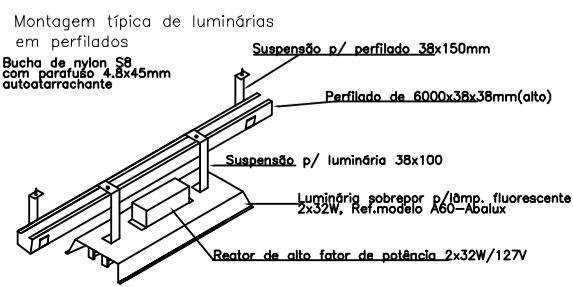 Montagem típica de luminárias
em perfilados
Bucha de nylon S8
com parafuso 4.8x45mm
autoatarrachante
Suspensão p/ perfilado 38x150mm
Perfilado de 6000x38x38mm(alto)
Suspensão p/ luminária 38x100
Luminária sobrepor p/lâmp. fluorescente
2x32W, Ref.modelo A60-Abalux
Reator de alto fator de potência 2x32W/127V